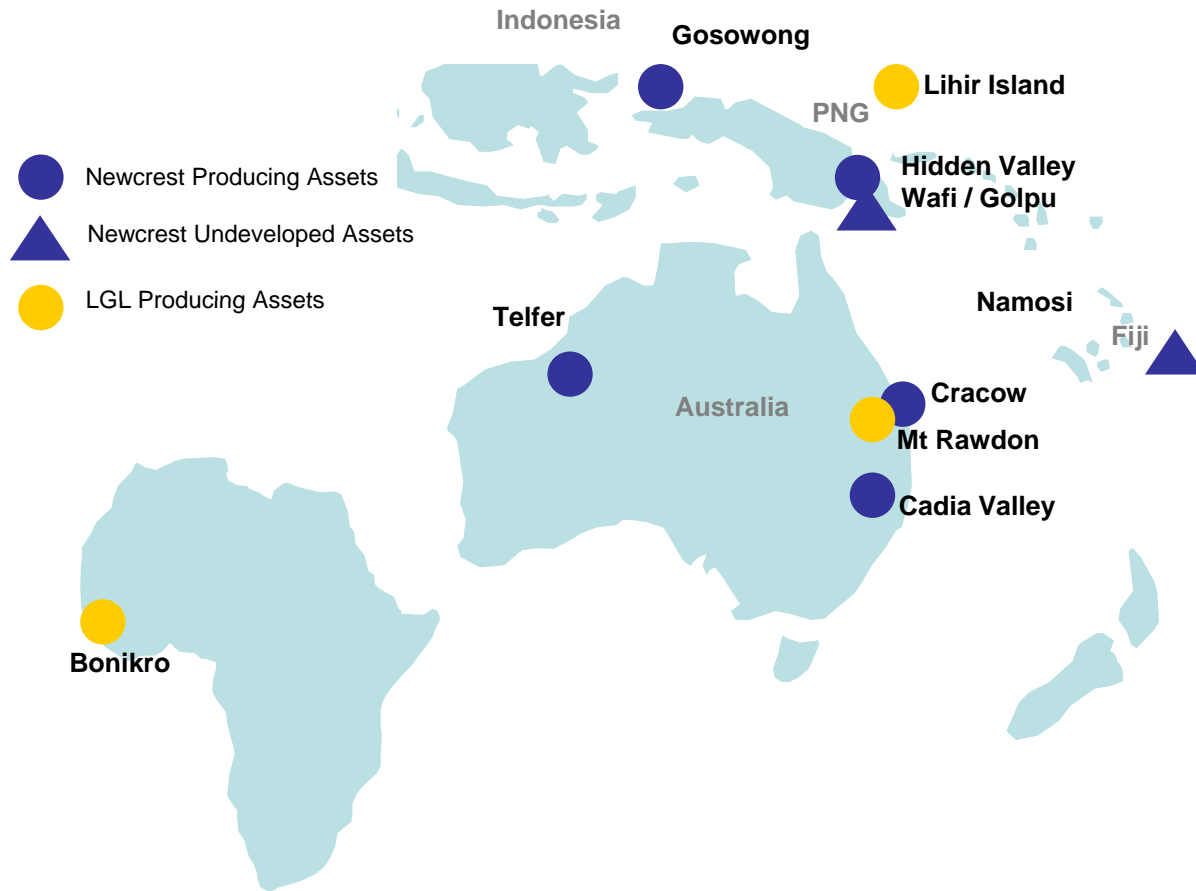 Indonesia
Gosowong
Lihir Island
PNG
Newcrest Producing Assets
Hidden Valley
Wafi / Golpu
Newcrest Undeveloped Assets
LGL Producing Assets
Namosi
Telfer
Fiji
Cracow
Australia
Mt Rawdon
Cadia Valley
Bonikro